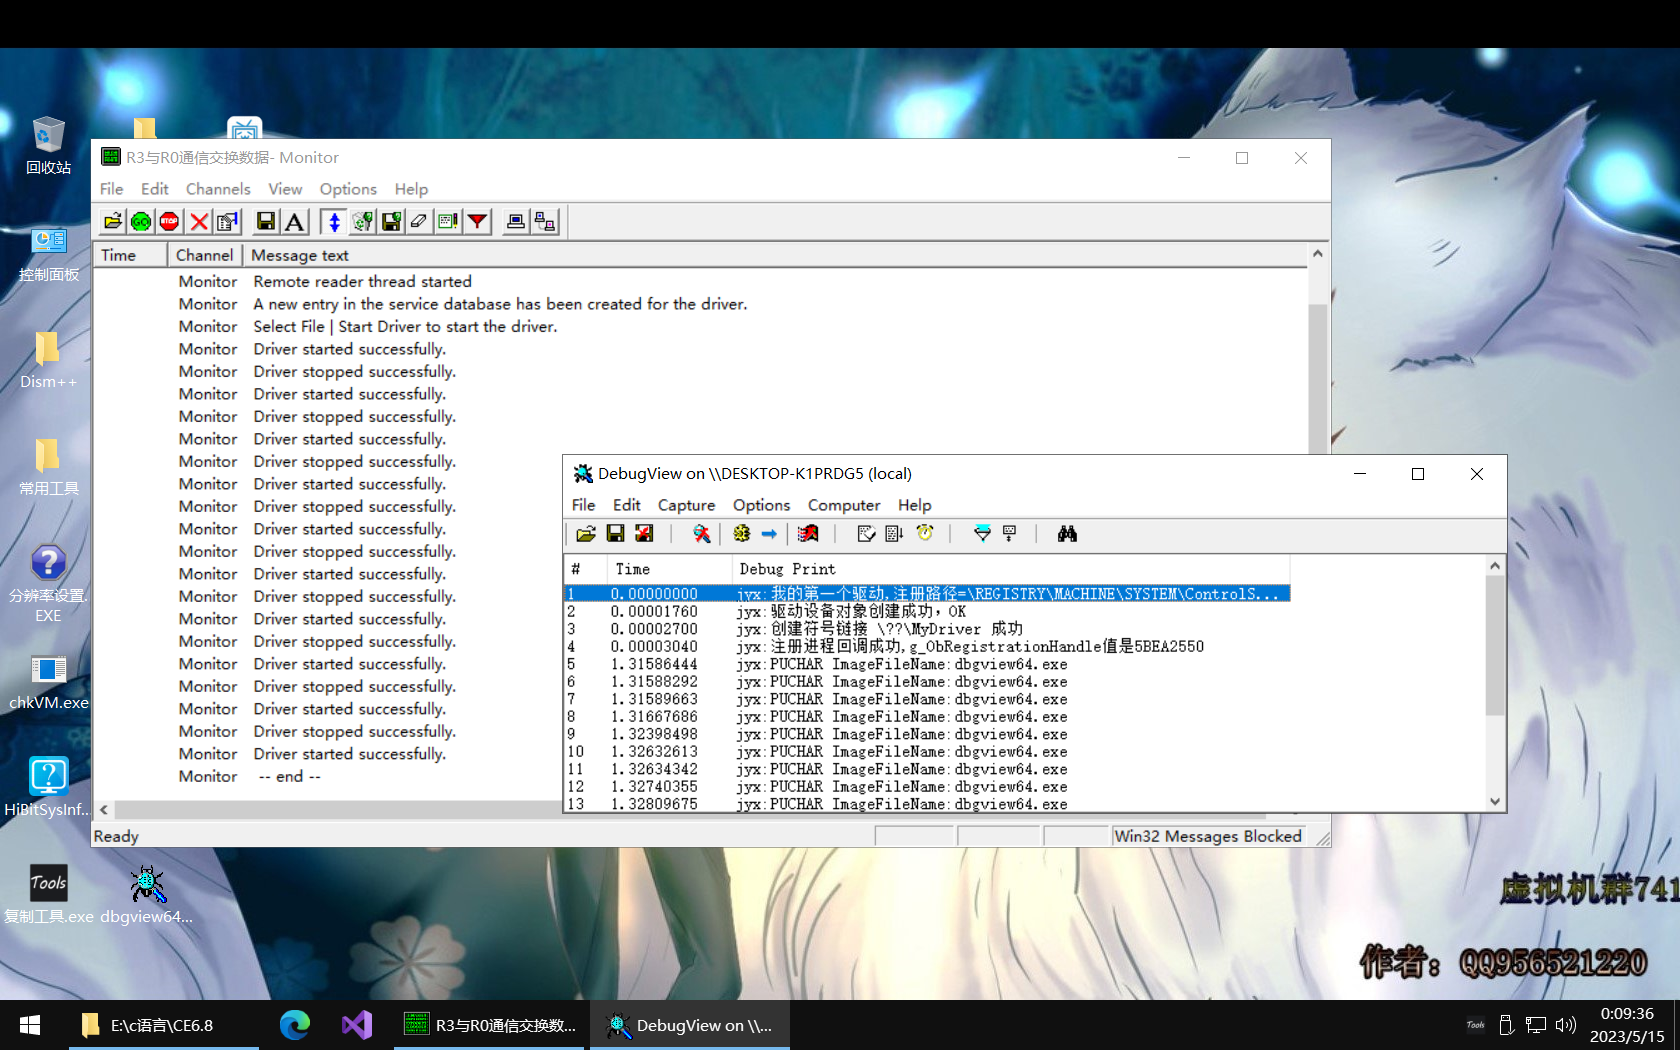 回收站
控制面板
Dism++
常用工具
分辨率设置.
EXE
chkVM.exe
HiBitSysInf...
Tools
复制工具.exe
dbgview64...
R3与R0通信交换数据- Monitor
File Edit Channels View Options Help
GO STOP A
Time Channel Message text
Monitor Remote reader thread started
Monitor A new entry in the service database has been created for the driver.
Monitor Select File | Start Driver to start the driver.
Monitor Driver started successfully.
Monitor Driver stopped successfully.
Monitor Driver started successfully.
Monitor Driver stopped successfully.
Monitor Driver started successfully.
Monitor Driver stopped successfully.
Monitor Driver started successfully.
Monitor Driver stopped successfully.
Monitor Driver started successfully.
Monitor Driver stopped successfully.
Monitor Driver started successfully.
Monitor Driver stopped successfully.
Monitor Driver started successfully.
Monitor Driver stopped successfully.
Monitor Driver started successfully.
Monitor Driver stopped successfully.
Monitor Driver started successfully.
Monitor Driver stopped successfully.
Monitor Driver started successfully.
Monitor -- end --
Ready
Win32 Messages Blocked
DebugView on \\DESKTOP-K1PRDG5 (local)
File Edit Capture Options Computer Help
# Time Debug Print
1 0.00000000 jyx:我的第一个驱动,注册路径=\REGISTRY\MACHINE\SYSTEM\ControlS...
2 0.00001760 jyx:驱动设备对象创建成功，OK
3 0.00002700 jyx:创建符号链接 \??\MyDriver 成功
4 0.00003040 jyx:注册进程回调成功,g_ObRegistrationHandle值是5BEA2550
5 1.31586444 jyx:PUCHAR ImageFileName:dbgview64.exe
6 1.31588292 jyx:PUCHAR ImageFileName:dbgview64.exe
7 1.31589663 jyx:PUCHAR ImageFileName:dbgview64.exe
8 1.31667686 jyx:PUCHAR ImageFileName:dbgview64.exe
9 1.32398498 jyx:PUCHAR ImageFileName:dbgview64.exe
10 1.32632613 jyx:PUCHAR ImageFileName:dbgview64.exe
11 1.32634342 jyx:PUCHAR ImageFileName:dbgview64.exe
12 1.32740355 jyx:PUCHAR ImageFileName:dbgview64.exe
13 1.32809675 jyx:PUCHAR ImageFileName:dbgview64.exe
虚拟机群741
作者：QQ956521220
E:\c语言\CE6.8
R3与R0通信交换数...
DebugView on \\...
Tools
0:09:36
2023/5/15